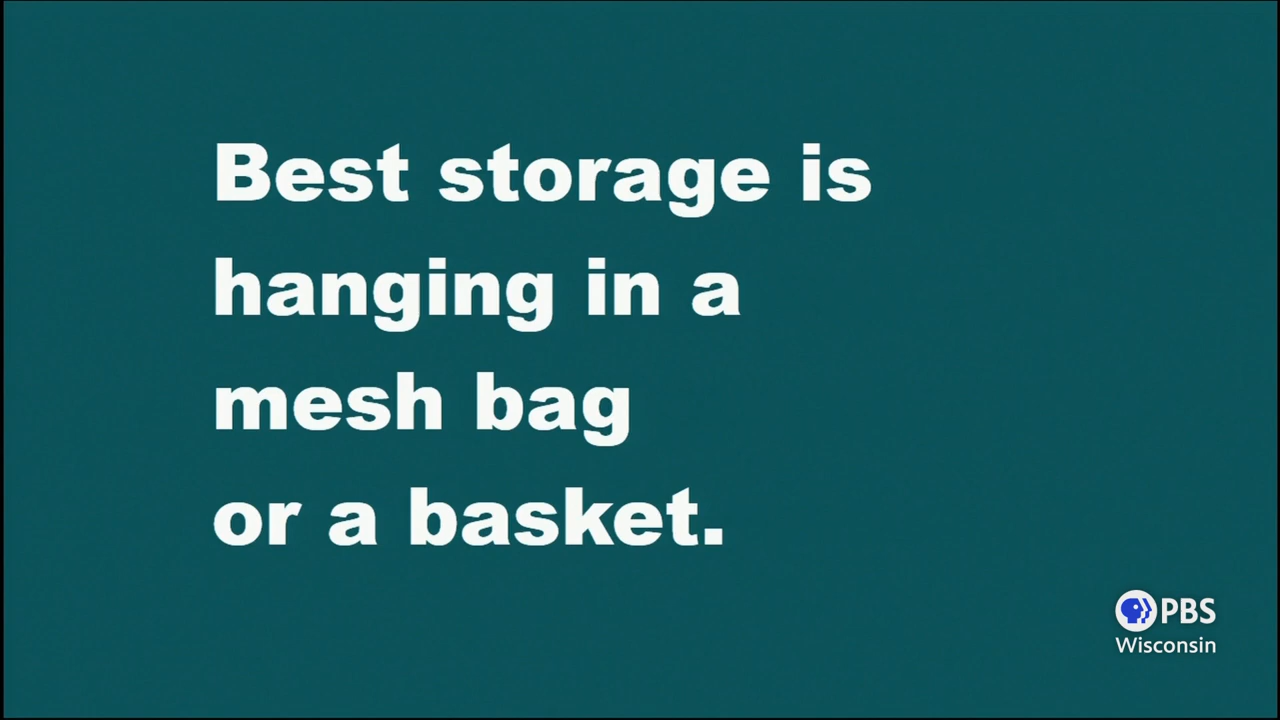 Best storage is
hanging in a
mesh bag
or a basket.
PBS
Wisconsin